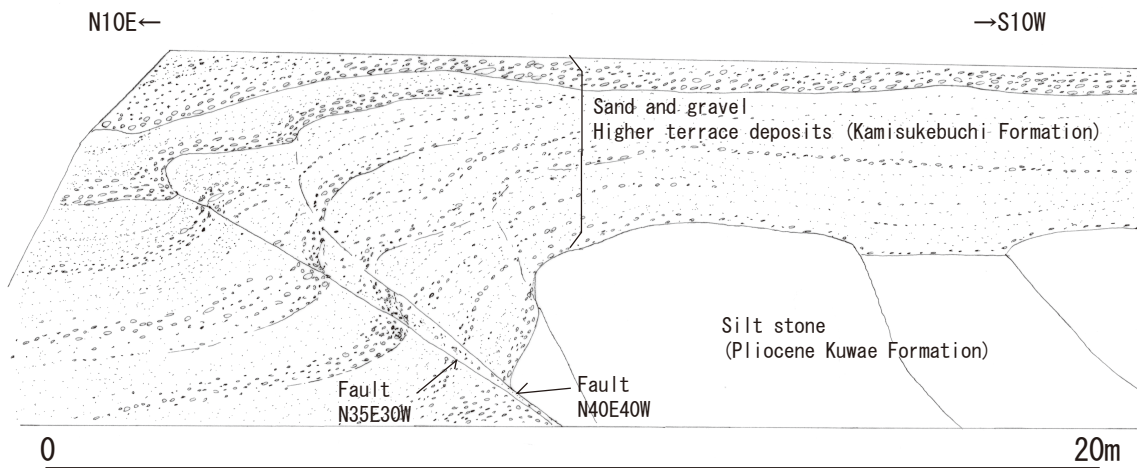 N10E←
→S10W
Sand and gravel
Higher terrace deposits (Kamisukebuchi Formation)
Silt stone
(Pliocene Kuwae Formation)
Fault
N35E30W
Fault
N40E40W
0
20m